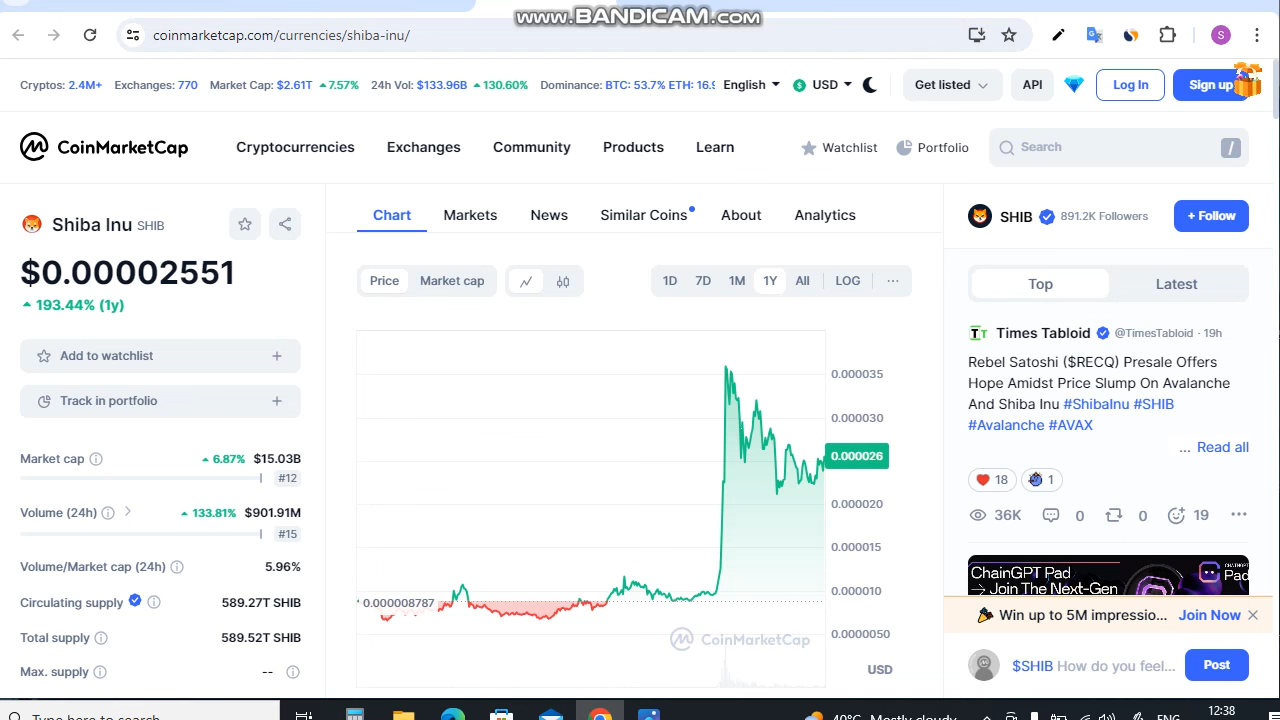 www.BANDICAM.com
coinmarketcap.com/currencies/shiba-inu/
S
Cryptos: 2.4M+ Exchanges: 770 Market Cap: $2.61T 7.57% 24h Vol: $133.96B 130.60% Dominance: BTC: 53.7% ETH: 16.9 English USD Get listed API Log In Sign up
CoinMarketCap Cryptocurrencies Exchanges Community Products Learn Watchlist Portfolio Search /
Shiba Inu SHIB
$0.00002551
193.44% (1y)
Add to watchlist +
Track in portfolio +
Market cap 6.87% $15.03B
#12
Volume (24h) 133.81% $901.91M
#15
Volume/Market cap (24h) 5.96%
Circulating supply 589.27T SHIB
Total supply 589.52T SHIB
Max. supply --
Chart Markets News Similar Coins About Analytics
Price Market cap 1D 7D 1M 1Y All LOG ...
0.000035
0.000030
0.000026
0.000020
0.000015
0.000010
0.0000050
0.000008787
CoinMarketCap
USD
SHIB 891.2K Followers + Follow
Top Latest
Times Tabloid @TimesTabloid · 19h
Rebel Satoshi ($RECQ) Presale Offers
Hope Amidst Price Slump On Avalanche
And Shiba Inu #ShibaInu #SHIB
#Avalanche #AVAX
... Read all
18 1
36K 0 0 19
ChainGPT Pad
→ Join The Next-Gen
Win up to 5M impressio... Join Now
$SHIB How do you feel... Post
Type here to search
40°C Mostly cloudy ENG 12:38